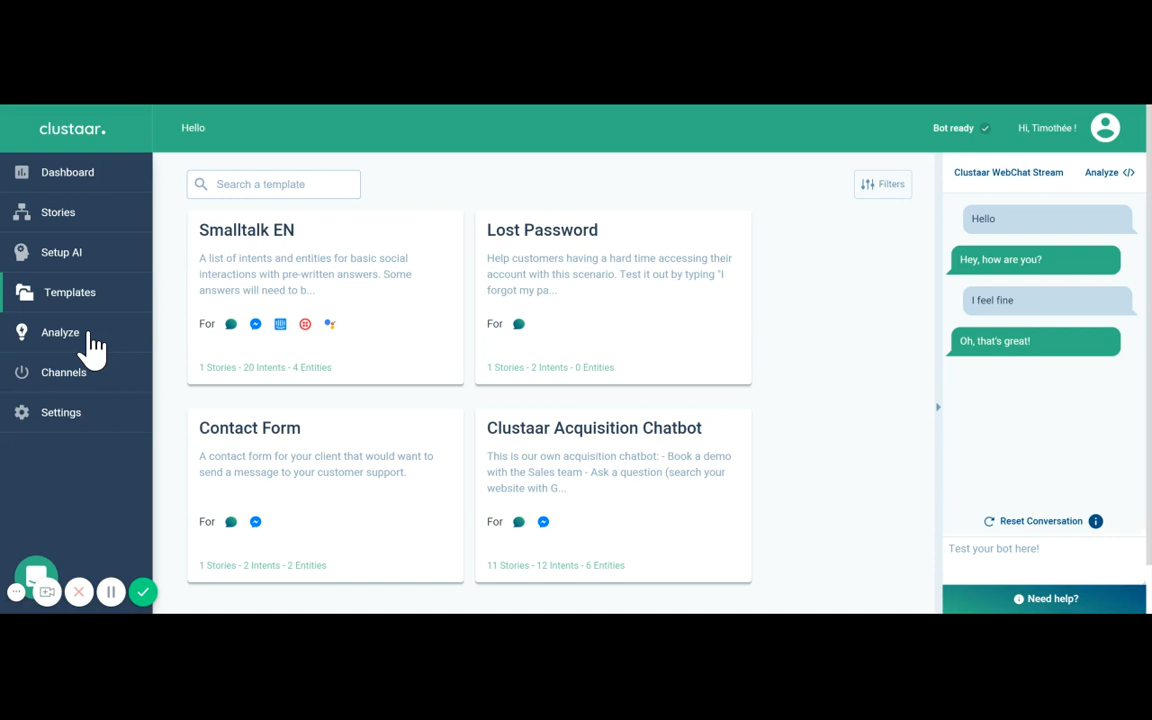 clustaar.
Hello
Bot ready
Hi, Timothée !
Dashboard
Stories
Setup AI
Templates
Analyze
Channels
Settings
Search a template
Filters
Smalltalk EN
A list of intents and entities for basic social
interactions with pre-written answers. Some
answers will need to b...
For
1 Stories - 20 Intents - 4 Entities
Lost Password
Help customers having a hard time accessing their
account with this scenario. Test it out by typing "I
forgot my pa...
For
1 Stories - 2 Intents - 0 Entities
Contact Form
A contact form for your client that would want to
send a message to your customer support.
For
1 Stories - 2 Intents - 2 Entities
Clustaar Acquisition Chatbot
This is our own acquisition chatbot: - Book a demo
with the Sales team - Ask a question (search your
website with G...
For
11 Stories - 12 Intents - 6 Entities
Clustaar WebChat Stream
Analyze </>
Hello
Hey, how are you?
I feel fine
Oh, that's great!
Reset Conversation
Test your bot here!
Need help?